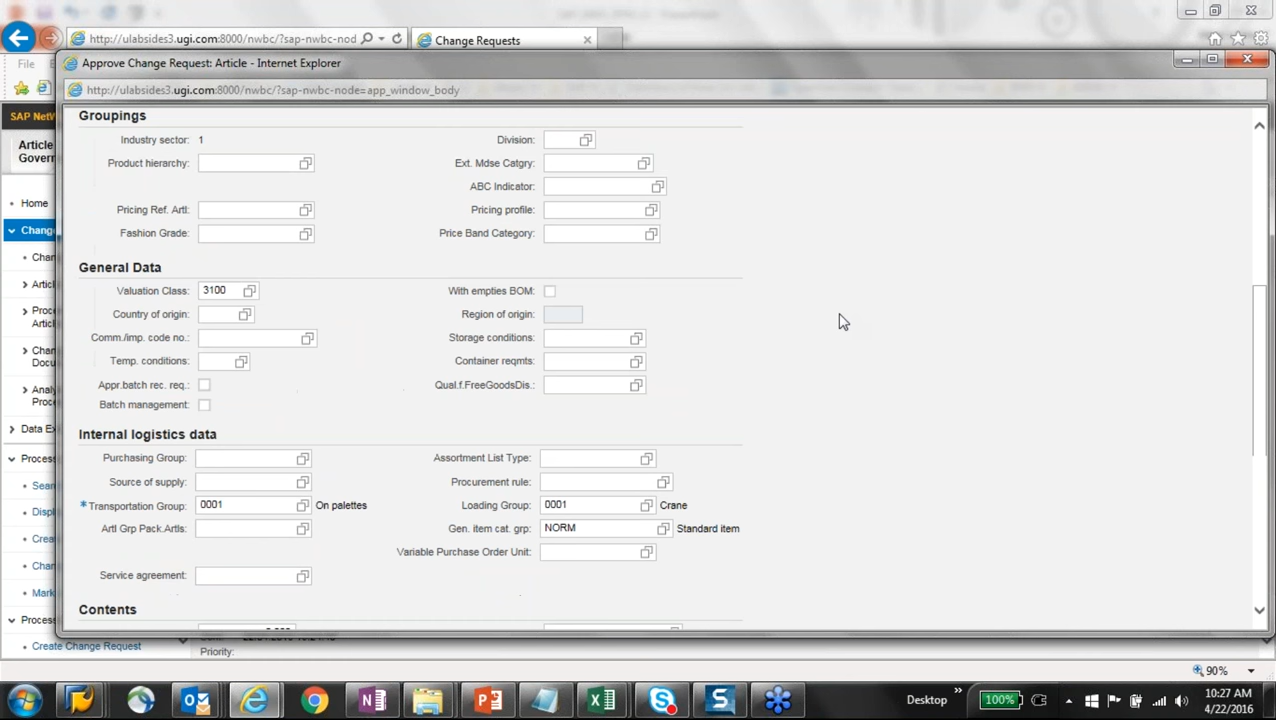 http://ulabsides3.ugi.com:8000/nwbc/?sap-nwbc-nod
Change Requests
File
Approve Change Request: Article - Internet Explorer
http://ulabsides3.ugi.com:8000/nwbc/?sap-nwbc-node=app_window_body
SAP NetW
Article
Govern
Home
Chang
Chan
Articl
Proce
Article
Chan
Docu
Analy
Proce
Data Ex
Process
Sear
Displ
Crea
Chan
Mark
Proces
Create Change Request
Groupings
Industry sector: 1
Division:
Product hierarchy:
Ext. Mdse Catgry:
ABC Indicator:
Pricing Ref. Artl:
Pricing profile:
Fashion Grade:
Price Band Category:
General Data
Valuation Class: 3100
With empties BOM:
Country of origin:
Region of origin:
Comm./imp. code no.:
Storage conditions:
Temp. conditions:
Container reqmts:
Appr.batch rec. req.:
Qual.f.FreeGoodsDis.:
Batch management:
Internal logistics data
Purchasing Group:
Assortment List Type:
Source of supply:
Procurement rule:
*Transportation Group: 0001 On palettes
Loading Group: 0001 Crane
Artl Grp Pack.Artls:
Gen. item cat. grp: NORM Standard item
Variable Purchase Order Unit:
Service agreement:
Contents
Priority:
90%
Desktop
100%
10:27 AM
4/22/2016